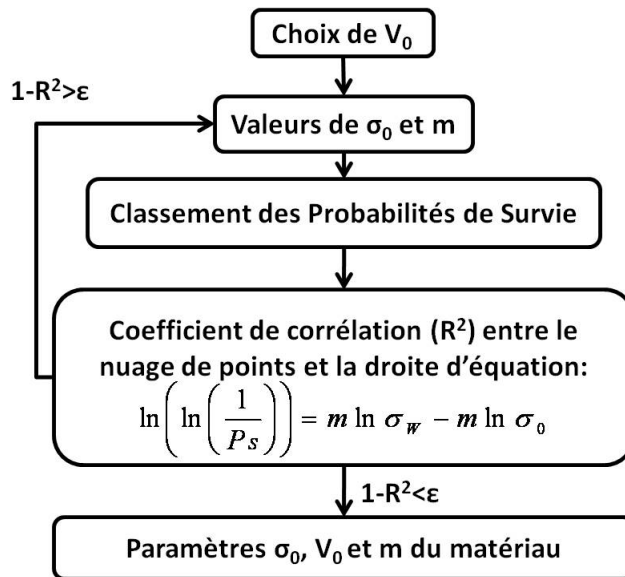 Choix de V₀
1-R²>ε
Valeurs de σ₀ et m
Classement des Probabilités de Survie
Coefficient de corrélation (R²) entre le
nuage de points et la droite d'équation:
ln(ln(1/Ps)) = m ln σ_W − m ln σ₀
1-R²<ε
Paramètres σ₀, V₀ et m du matériau